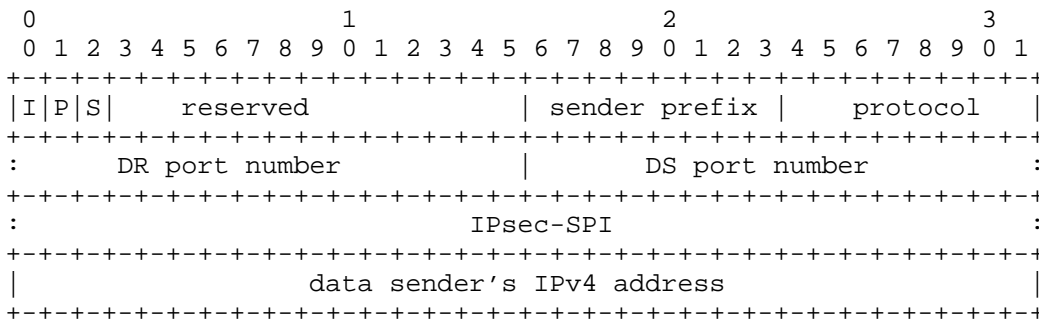 0                   1                   2                   3
0 1 2 3 4 5 6 7 8 9 0 1 2 3 4 5 6 7 8 9 0 1 2 3 4 5 6 7 8 9 0 1
+-+-+-+-+-+-+-+-+-+-+-+-+-+-+-+-+-+-+-+-+-+-+-+-+-+-+-+-+-+-+-+-+
|I|P|S|    reserved             | sender prefix |    protocol   |
+-+-+-+-+-+-+-+-+-+-+-+-+-+-+-+-+-+-+-+-+-+-+-+-+-+-+-+-+-+-+-+-+
:      DR port number           |       DS port number          :
+-+-+-+-+-+-+-+-+-+-+-+-+-+-+-+-+-+-+-+-+-+-+-+-+-+-+-+-+-+-+-+-+
:                            IPsec-SPI                          :
+-+-+-+-+-+-+-+-+-+-+-+-+-+-+-+-+-+-+-+-+-+-+-+-+-+-+-+-+-+-+-+-+
|                  data sender's IPv4 address                   |
+-+-+-+-+-+-+-+-+-+-+-+-+-+-+-+-+-+-+-+-+-+-+-+-+-+-+-+-+-+-+-+-+